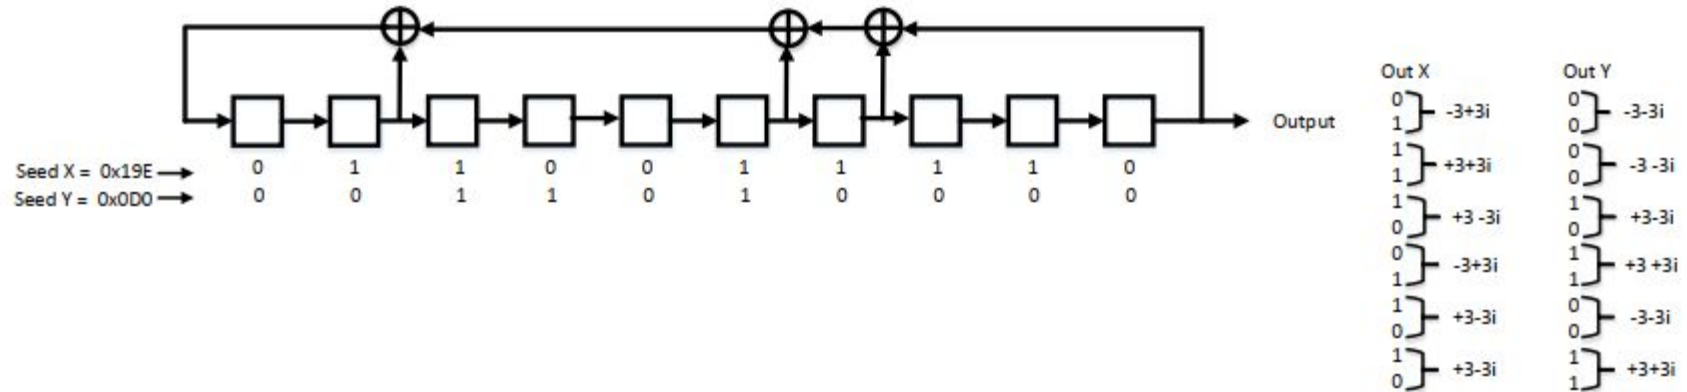 Output
Seed X = 0x19E 0 1 1 0 0 1 1 1 1 0
Seed Y = 0x0D0 0 0 1 1 0 1 0 0 0 0
Out X
0
1 -3+3i
1
1 +3+3i
1
0 +3 -3i
0
1 -3+3i
1
0 +3-3i
1
0 +3-3i
Out Y
0
0 -3-3i
0
0 -3 -3i
1
0 +3-3i
1
1 +3 +3i
0
0 -3-3i
1
1 +3+3i